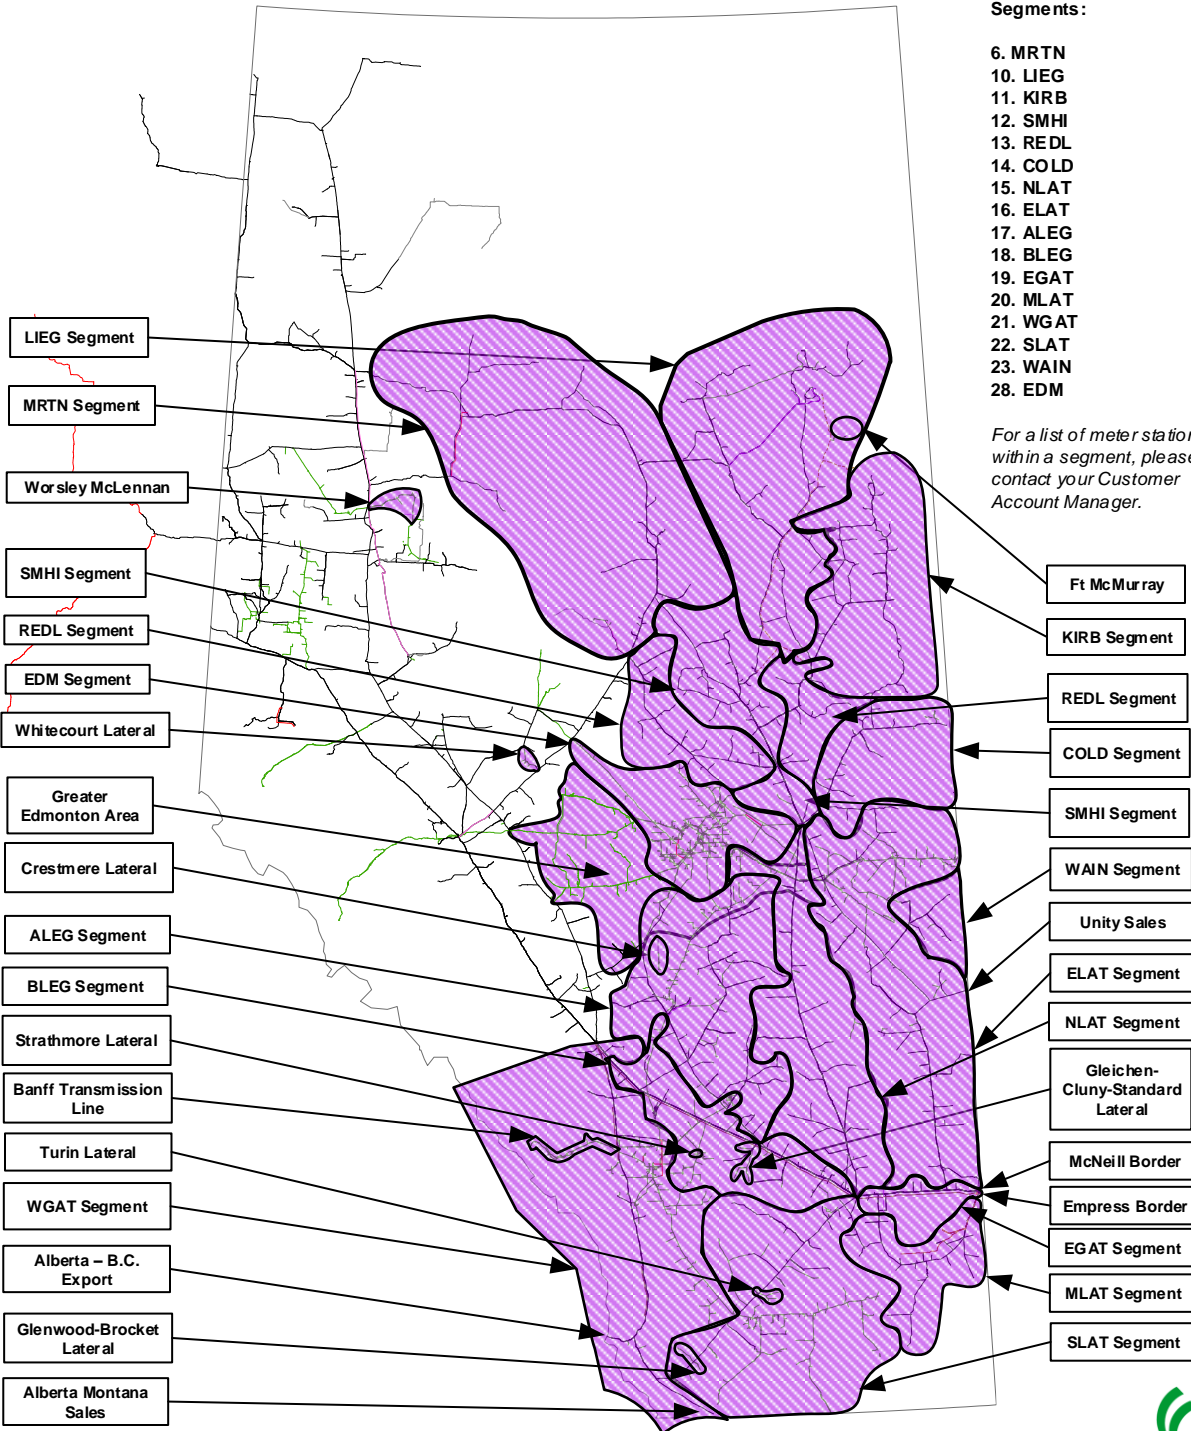 Segments:
6. MRTN
10. LIEG
11. KIRB
12. SMHI
13. REDL
14. COLD
15. NLAT
16. ELAT
17. ALEG
18. BLEG
19. EGAT
20. MLAT
21. WGAT
22. SLAT
23. WAIN
28. EDM
For a list of meter station
within a segment, please
contact your Customer
Account Manager.
LIEG Segment
MRTN Segment
Worsley McLennan
SMHI Segment
REDL Segment
EDM Segment
Whitecourt Lateral
Greater
Edmonton Area
Crestmere Lateral
ALEG Segment
BLEG Segment
Strathmore Lateral
Banff Transmission
Line
Turin Lateral
WGAT Segment
Alberta – B.C.
Export
Glenwood-Brocket
Lateral
Alberta Montana
Sales
Ft McMurray
KIRB Segment
REDL Segment
COLD Segment
SMHI Segment
WAIN Segment
Unity Sales
ELAT Segment
NLAT Segment
Gleichen-
Cluny-Standard
Lateral
McNeill Border
Empress Border
EGAT Segment
MLAT Segment
SLAT Segment